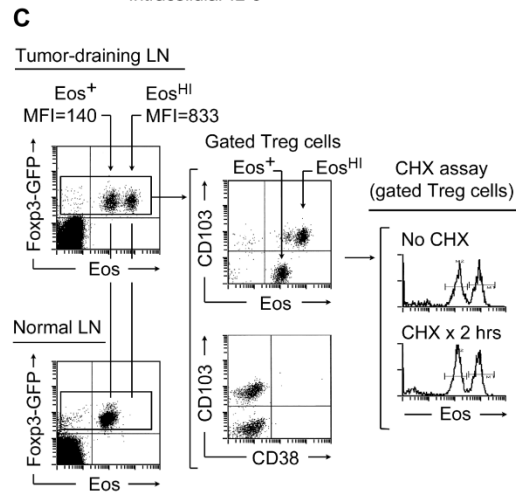 C
Tumor-draining LN
Eos+ EosHI
MFI=140 MFI=833
Foxp3-GFP
Eos
Gated Treg cells
Eos+ EosHI
CD103
Eos
CHX assay
(gated Treg cells)
No CHX
CHX x 2 hrs
Eos
Normal LN
Foxp3-GFP
Eos
CD103
CD38